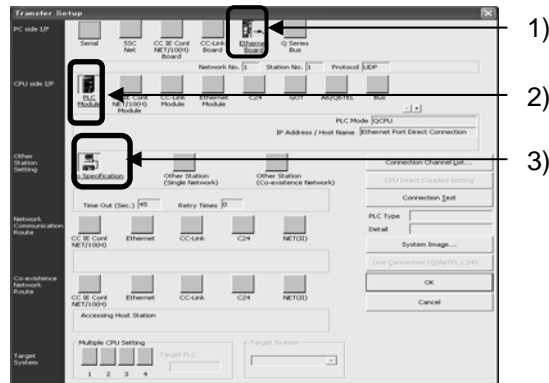 Transfer Setup
1)
PC side I/F
Serial
SSC Net
CC IE Cont NET/10(H) Board
CC-Link Board
Ethernet Board
Q Series Bus
Network No. 1 Station No. 1 Protocol UDP
2)
CPU side I/F
PLC Module
CC IE Cont NET/10(H) Module
CC-Link Module
Ethernet Module
C24
GOT
A6TEL/Q6TEL
Bus
PLC Mode QCPU
IP Address / Host Name Ethernet Port Direct Connection
3)
Other Station Setting
No Specification
Other Station (Single Network)
Other Station (Co-existence Network)
Time Out (Sec.) 45 Retry Times 0
Connection Channel List...
CPU Direct Coupled Setting
Connection Test
PLC Type
Detail
System Image...
Line Connection (Q/A6TEL,C24)...
OK
Cancel
Network Communication Route
CC IE Cont NET/10(H)
Ethernet
CC-Link
C24
NET(II)
Co-existence Network Route
CC IE Cont NET/10(H)
Ethernet
CC-Link
C24
NET(II)
Accessing Host Station
Target System
Multiple CPU Setting
1 2 3 4
Target PLC
Target System